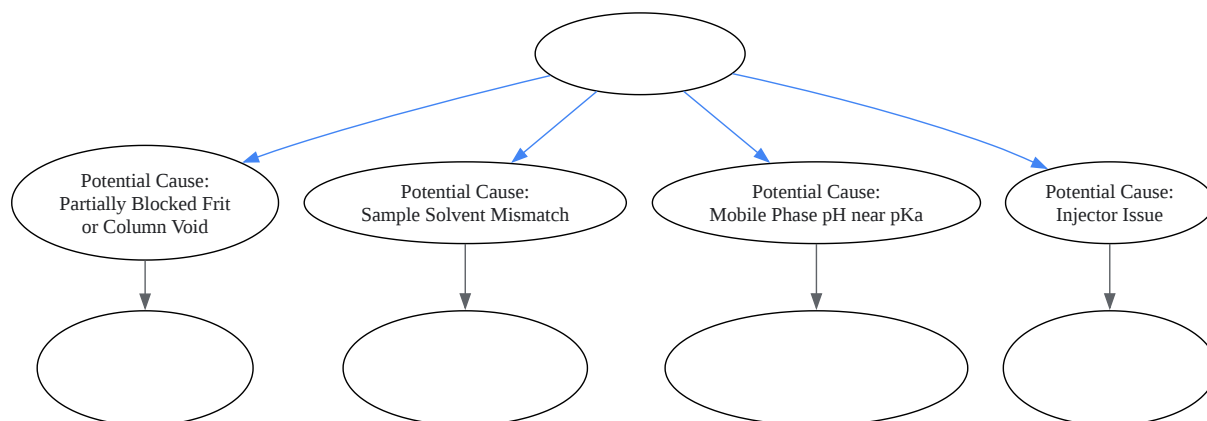 Potential Cause:
Partially Blocked Frit
or Column Void
Potential Cause:
Sample Solvent Mismatch
Potential Cause:
Mobile Phase pH near pKa
Potential Cause:
Injector Issue